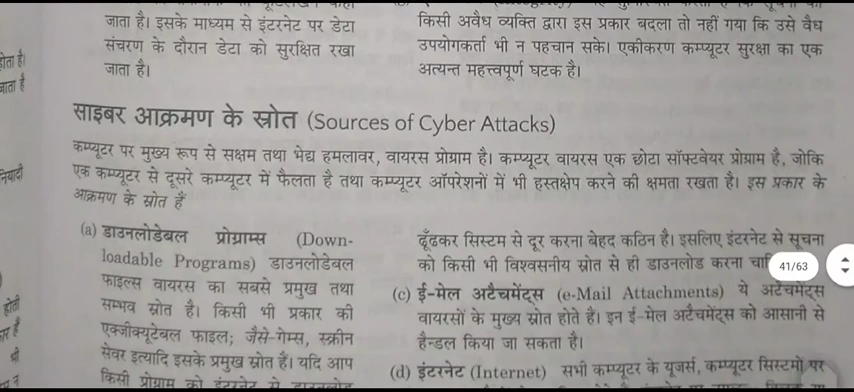 जाता है। इसके माध्यम से इंटरनेट पर डेटा
संचरण के दौरान डेटा को सुरक्षित रखा
जाता है।
किसी अवैध व्यक्ति द्वारा इस प्रकार बदला तो नहीं गया कि उसे वैध
उपयोगकर्ता भी न पहचान सके। एकीकरण कम्प्यूटर सुरक्षा का एक
अत्यन्त महत्त्वपूर्ण घटक है।
साइबर आक्रमण के स्रोत (Sources of Cyber Attacks)
कम्प्यूटर पर मुख्य रूप से सक्षम तथा भेद्य हमलावर, वायरस प्रोग्राम है। कम्प्यूटर वायरस एक छोटा सॉफ्टवेयर प्रोग्राम है, जोकि
एक कम्प्यूटर से दूसरे कम्प्यूटर में फैलता है तथा कम्प्यूटर ऑपरेशनों में भी हस्तक्षेप करने की क्षमता रखता है। इस प्रकार के
आक्रमण के स्रोत हैं
(a) डाउनलोडेबल प्रोग्राम्स (Down-
loadable Programs) डाउनलोडेबल
फाइल्स वायरस का सबसे प्रमुख तथा
सम्भव स्रोत है। किसी भी प्रकार की
एक्जीक्यूटेबल फाइल; जैसे-गेम्स, स्क्रीन
सेवर इत्यादि इसके प्रमुख स्रोत हैं। यदि आप
किसी प्रोग्राम को इंटरनेट से डाउनलोड
ढूँढकर सिस्टम से दूर करना बेहद कठिन है। इसलिए इंटरनेट से सूचना
को किसी भी विश्वसनीय स्रोत से ही डाउनलोड करना
41/63
(c) ई-मेल अटैचमेंट्स (e-Mail Attachments) ये अटैचमेंट्स
वायरसों के मुख्य स्रोत होते हैं। इन ई-मेल अटैचमेंट्स को आसानी से
हैन्डल किया जा सकता है।
(d) इंटरनेट (Internet) सभी कम्प्यूटर के यूजर्स, कम्प्यूटर सिस्टमों पर